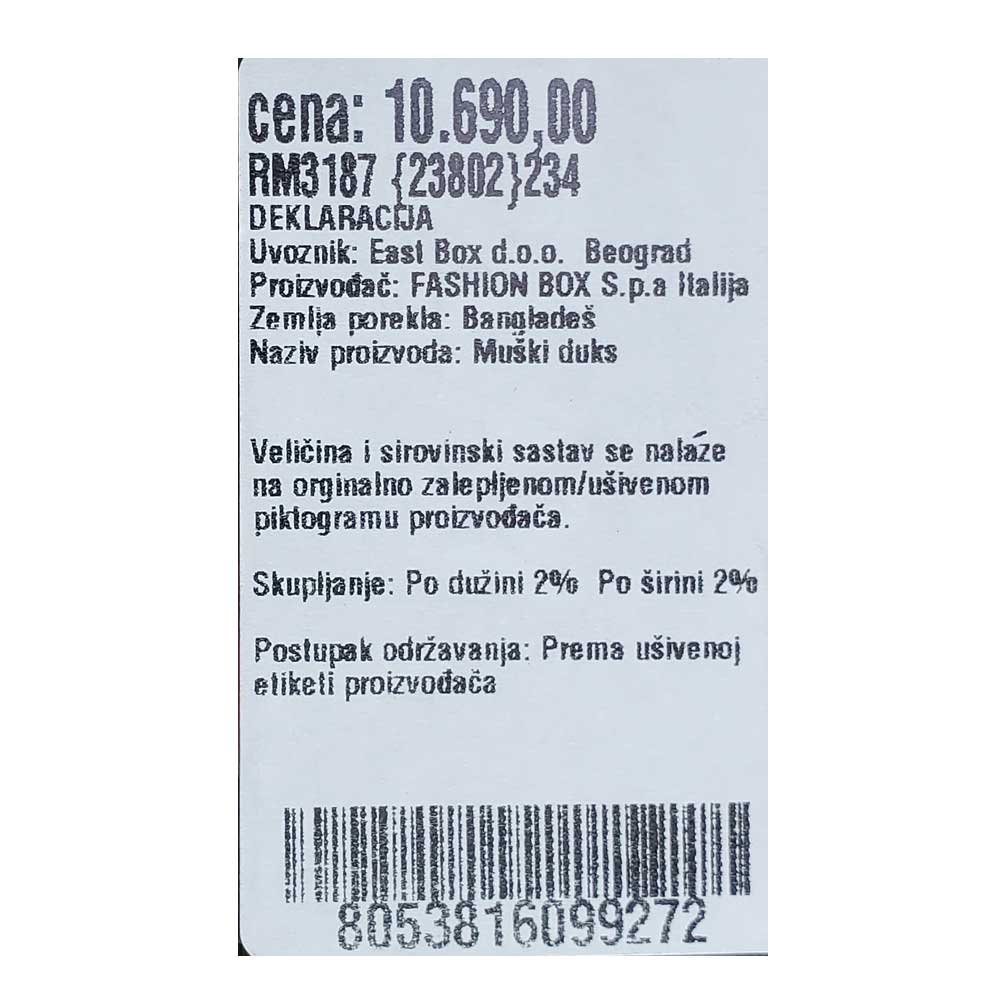 cena: 10.690,00
RM3187 {23802}234
DEKLARACIJA
Uvoznik: East Box d.o.o. Beograd
Proizvođač: FASHION BOX S.p.a Italija
Zemlja porekla: Bangladeš
Naziv proizvoda: Muški duks
Veličina i sirovinski sastav se nalaze
na orginalno zalepljenom/ušivenom
piktogramu proizvođača.
Skupljanje: Po dužini 2% Po širini 2%
Postupak održavanja: Prema ušivenoj
etiketi proizvođača
8053816099272